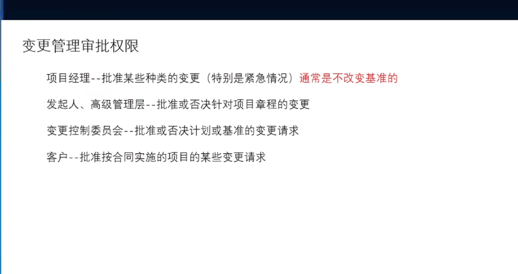 变更管理审批权限
项目经理--批准某些种类的变更（特别是紧急情况）通常是不改变基准的
发起人、高级管理层--批准或否决针对项目章程的变更
变更控制委员会--批准或否决计划或基准的变更请求
客户--批准按合同实施的项目的某些变更请求